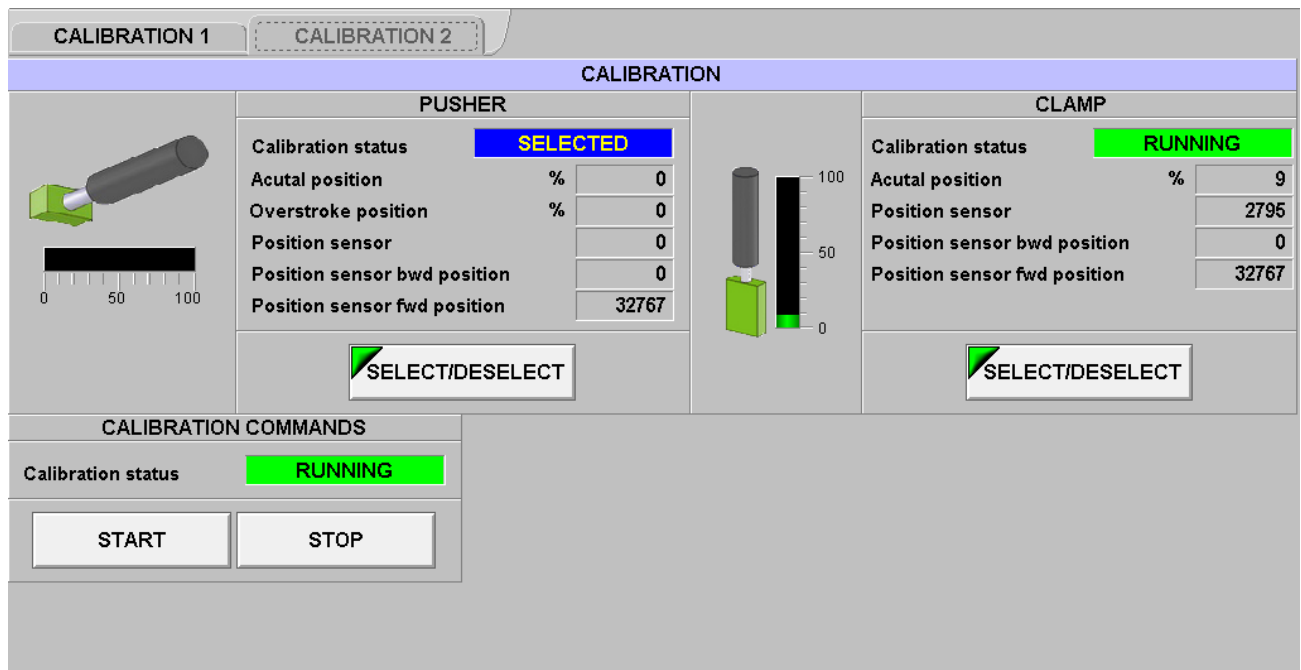 CALIBRATION 1 CALIBRATION 2
CALIBRATION
PUSHER
Calibration status SELECTED
Acutal position % 0
Overstroke position % 0
Position sensor 0
Position sensor bwd position 0
Position sensor fwd position 32767
0 50 100
SELECT/DESELECT
CLAMP
Calibration status RUNNING
Acutal position % 9
Position sensor 2795
Position sensor bwd position 0
Position sensor fwd position 32767
100
50
0
SELECT/DESELECT
CALIBRATION COMMANDS
Calibration status RUNNING
START STOP